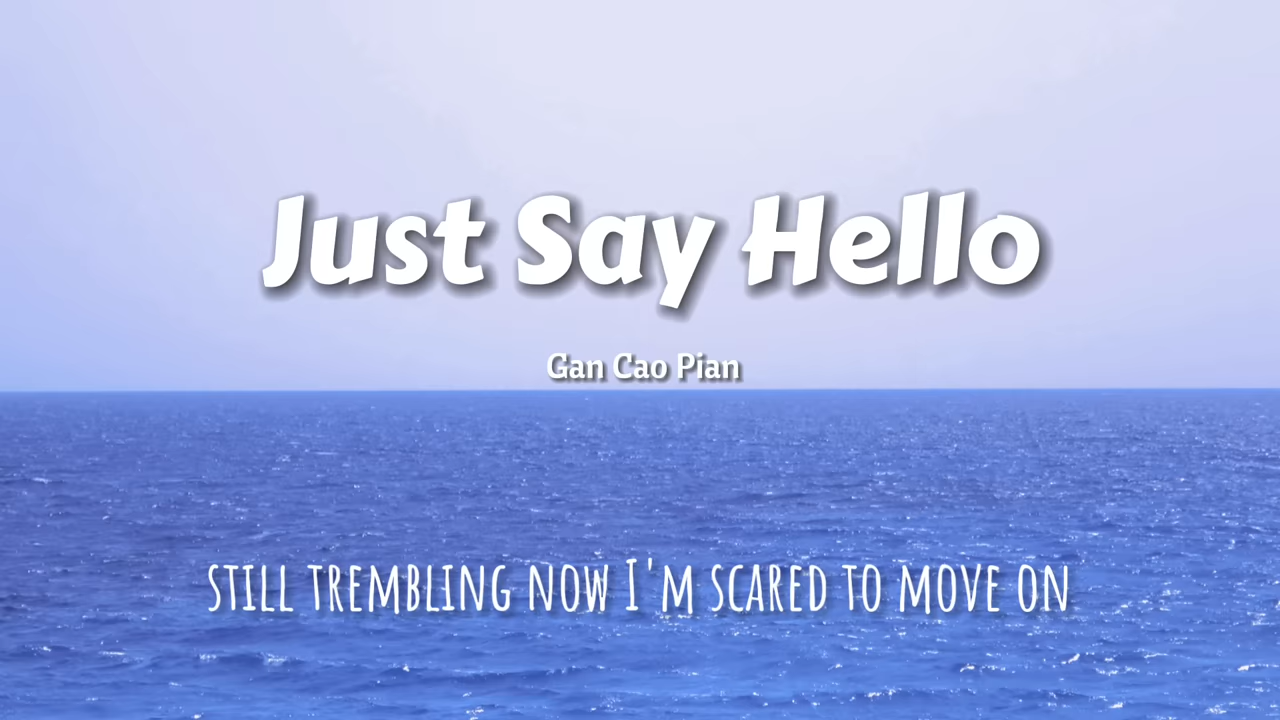 Just Say Hello
Gan Cao Pian
STILL TREMBLING NOW I'M SCARED TO MOVE ON